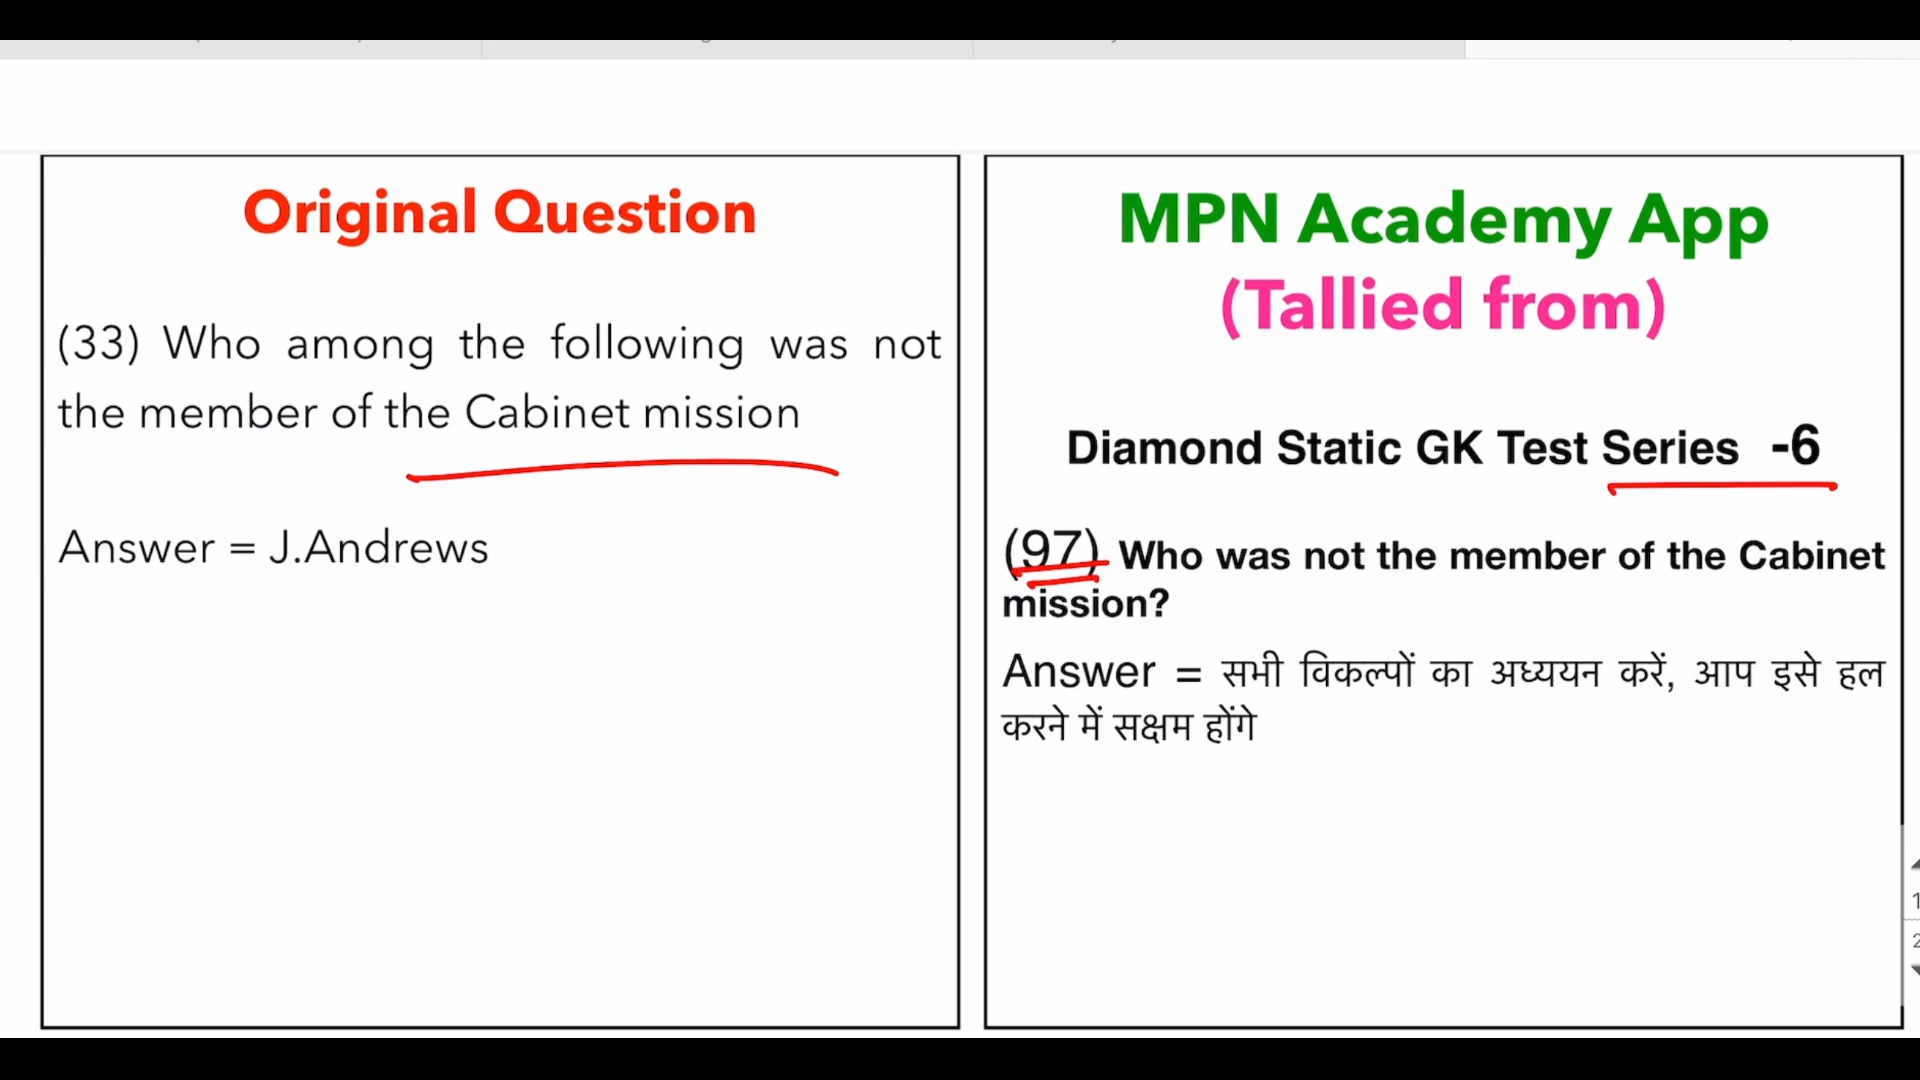 Original Question
(33) Who among the following was not
the member of the Cabinet mission
Answer = J.Andrews
MPN Academy App
(Tallied from)
Diamond Static GK Test Series -6
(97) Who was not the member of the Cabinet
mission?
Answer = सभी विकल्पों का अध्ययन करें, आप इसे हल
करने में सक्षम होंगे
1
2